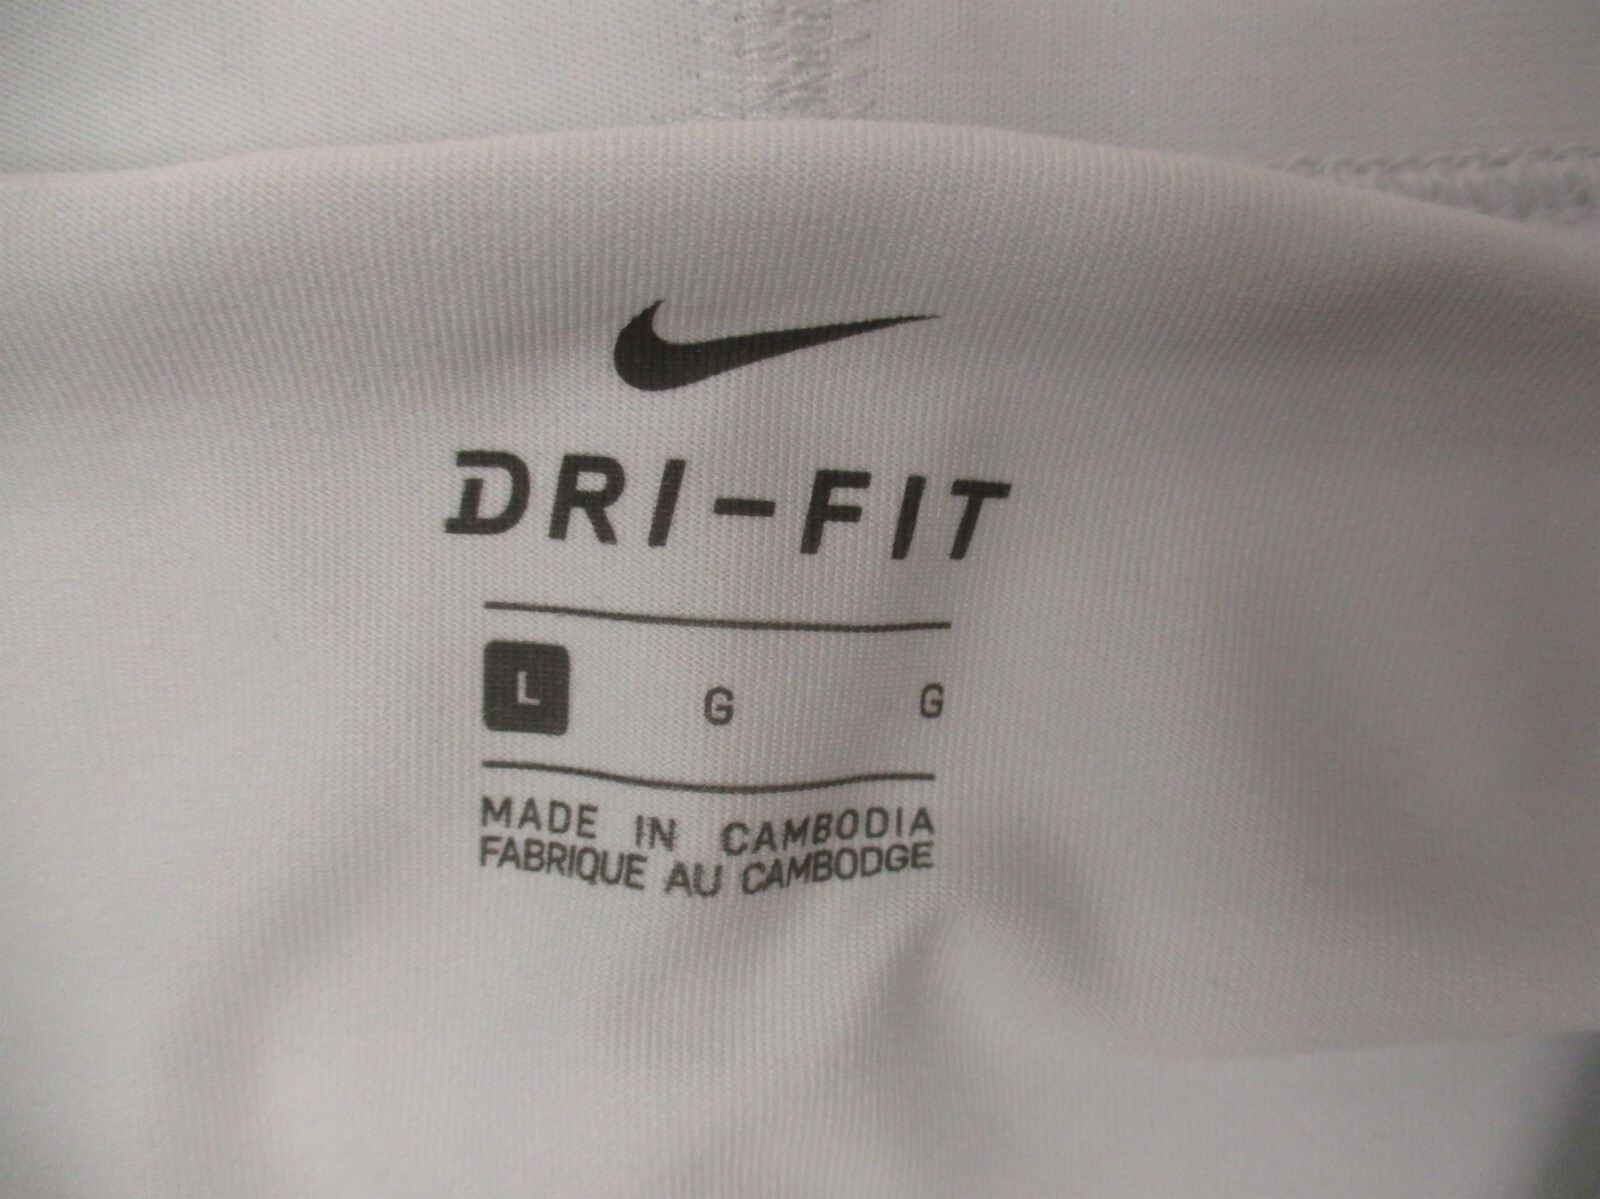 DRI-FIT
L G G
MADE IN CAMBODIA
FABRIQUE AU CAMBODGE